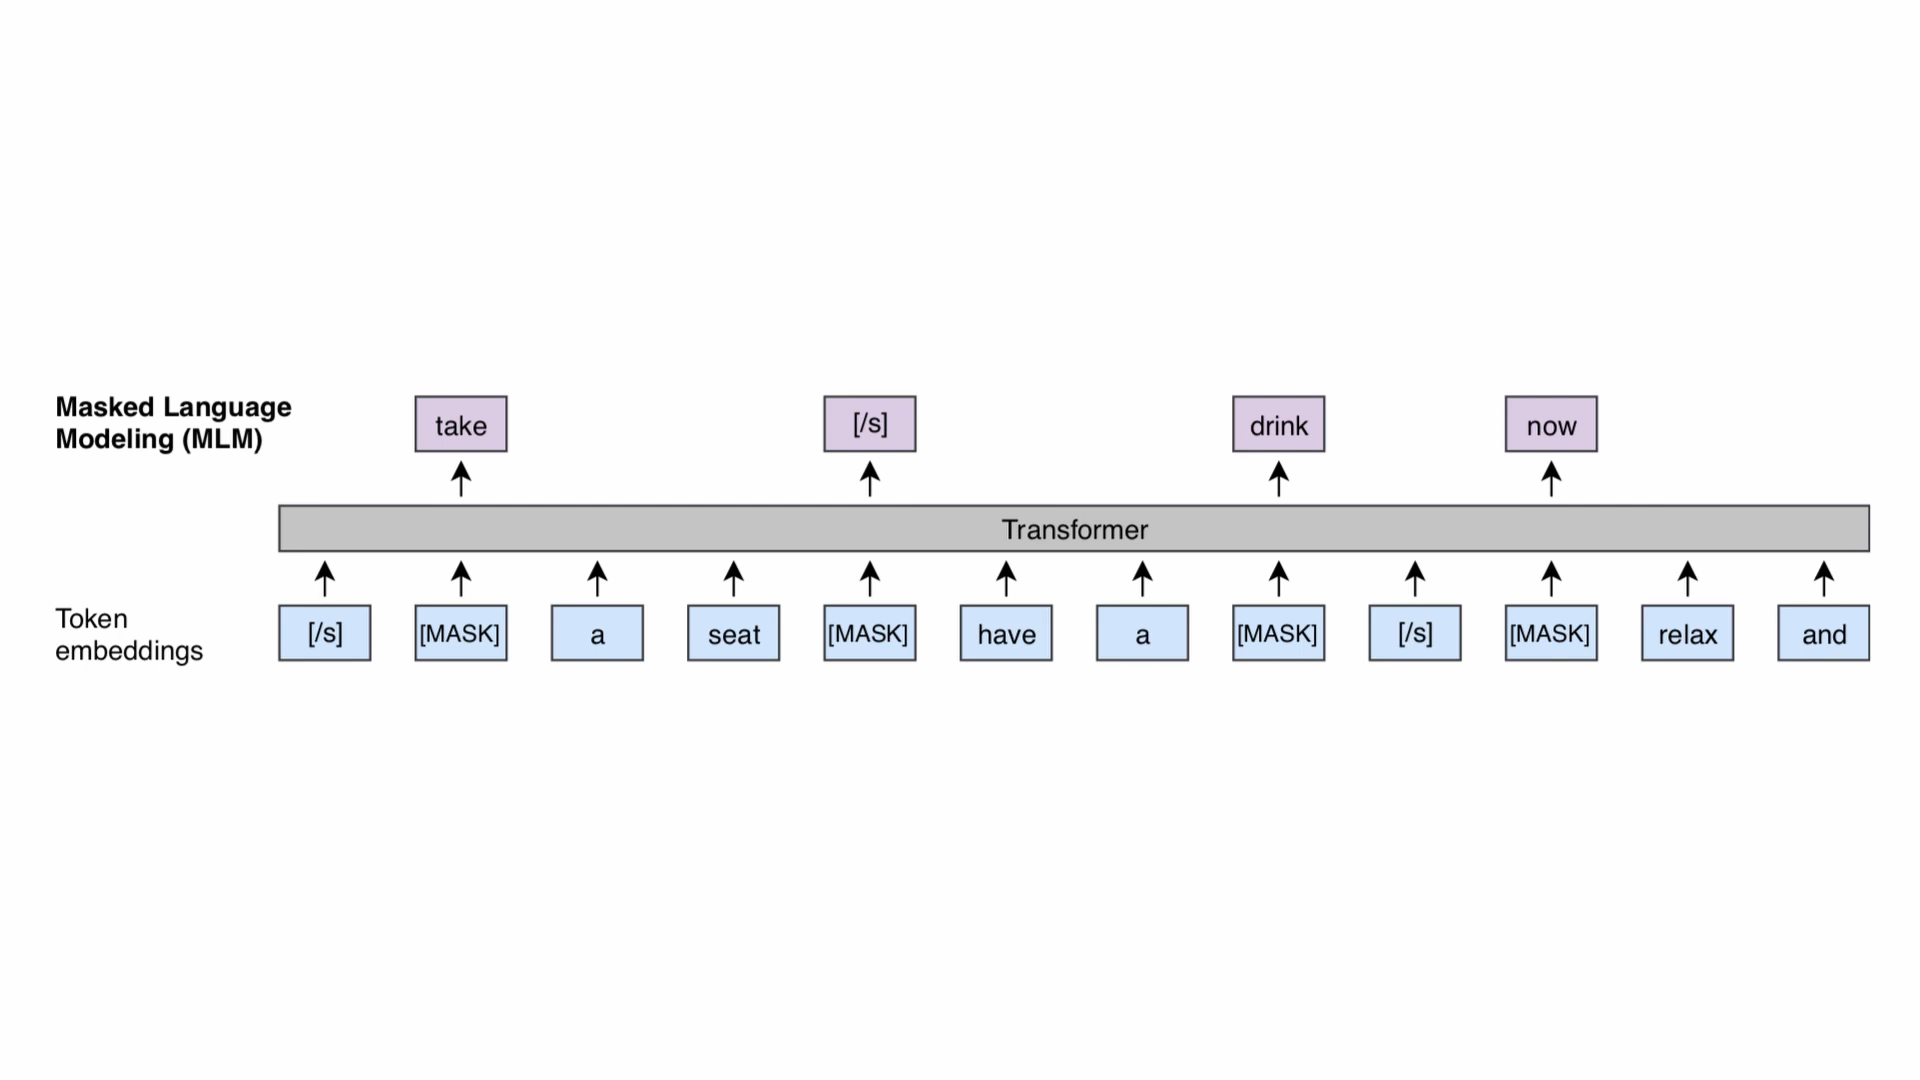 Masked Language
Modeling (MLM)
take [/s] drink now
Transformer
Token
embeddings
[/s] [MASK] a seat [MASK] have a [MASK] [/s] [MASK] relax and